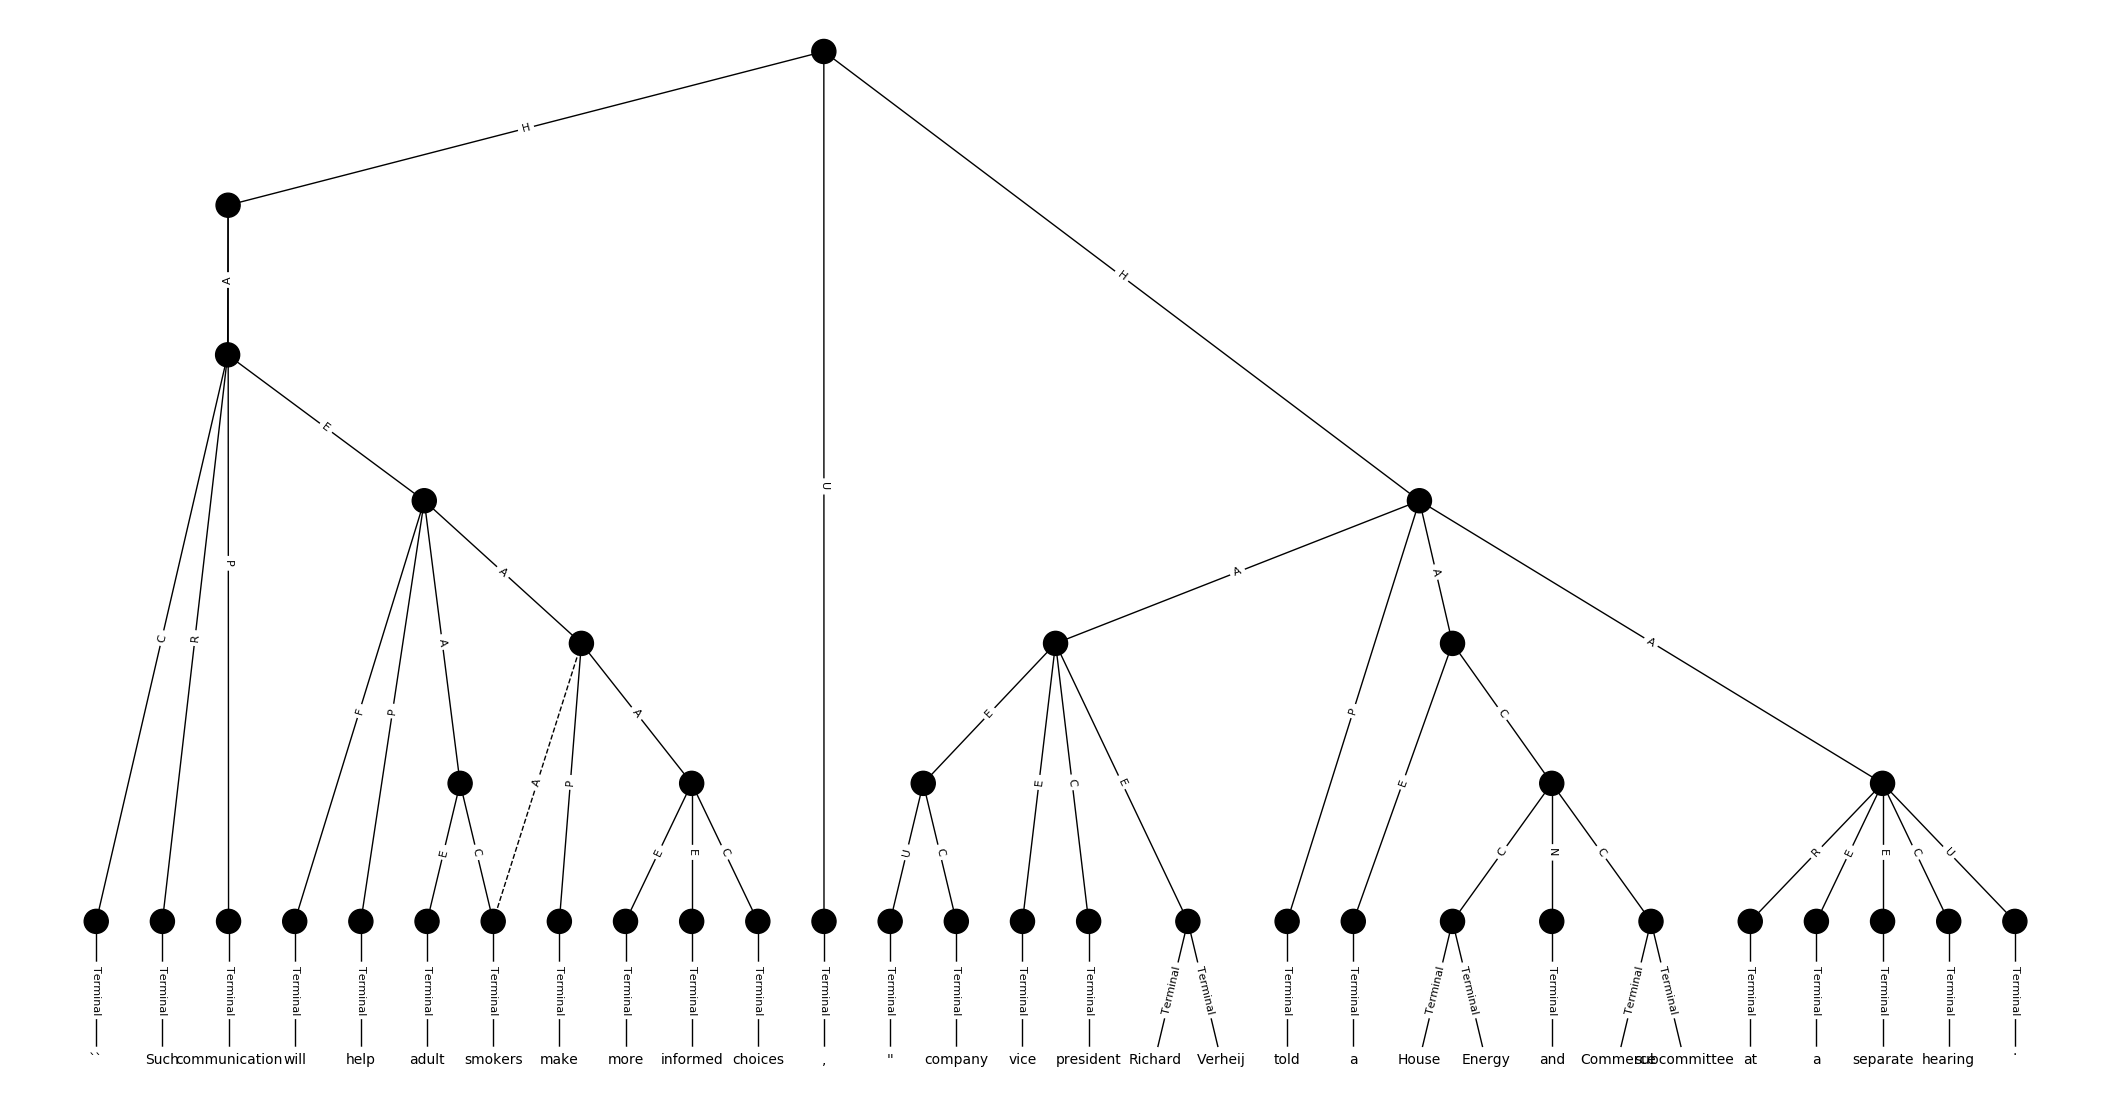 H
H
A
E
U
A
A
A
A
A
C
R
P
F
P
A
A
E
P
C
E
A
P
A
E
E
C
E
E
C
E
C
E
E
C
U
C
C
N
C
R
E
E
C
U
Terminal Terminal Terminal Terminal Terminal Terminal Terminal Terminal Terminal Terminal Terminal Terminal Terminal Terminal Terminal Terminal Terminal Terminal Terminal Terminal Terminal Terminal Terminal Terminal Terminal Terminal Terminal Terminal Terminal Terminal
`` Such communication will help adult smokers make more informed choices , " company vice president Richard Verheij told a House Energy and Commerce subcommittee at a separate hearing .